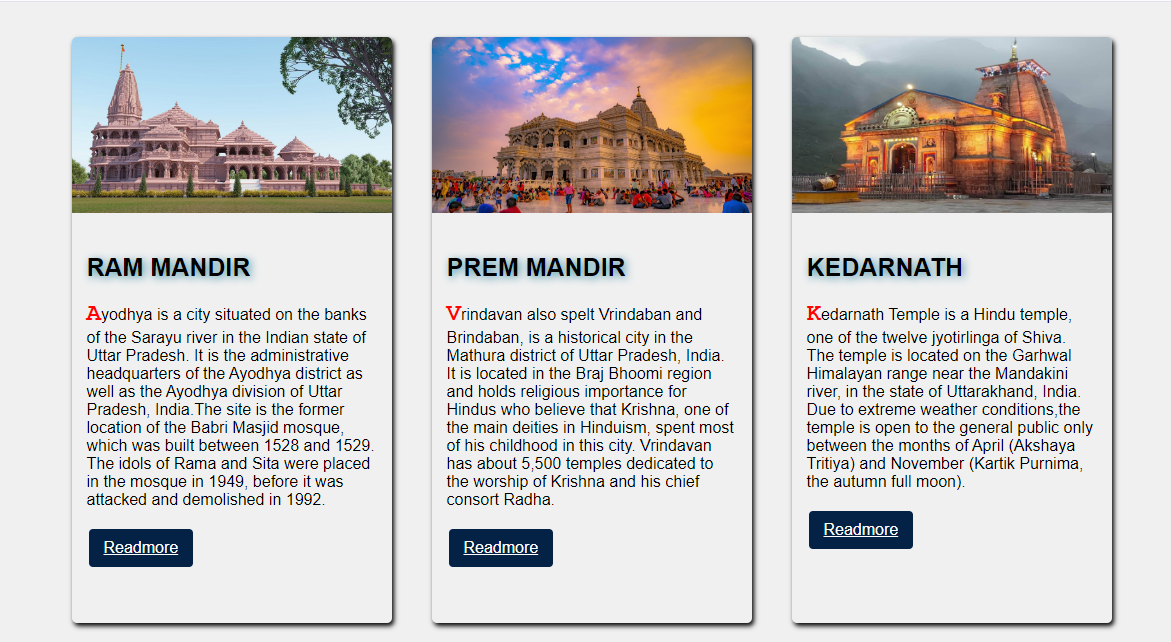 RAM MANDIR
Ayodhya is a city situated on the banks
of the Sarayu river in the Indian state of
Uttar Pradesh. It is the administrative
headquarters of the Ayodhya district as
well as the Ayodhya division of Uttar
Pradesh, India.The site is the former
location of the Babri Masjid mosque,
which was built between 1528 and 1529.
The idols of Rama and Sita were placed
in the mosque in 1949, before it was
attacked and demolished in 1992.
Readmore
PREM MANDIR
Vrindavan also spelt Vrindaban and
Brindaban, is a historical city in the
Mathura district of Uttar Pradesh, India.
It is located in the Braj Bhoomi region
and holds religious importance for
Hindus who believe that Krishna, one of
the main deities in Hinduism, spent most
of his childhood in this city. Vrindavan
has about 5,500 temples dedicated to
the worship of Krishna and his chief
consort Radha.
Readmore
KEDARNATH
Kedarnath Temple is a Hindu temple,
one of the twelve jyotirlinga of Shiva.
The temple is located on the Garhwal
Himalayan range near the Mandakini
river, in the state of Uttarakhand, India.
Due to extreme weather conditions,the
temple is open to the general public only
between the months of April (Akshaya
Tritiya) and November (Kartik Purnima,
the autumn full moon).
Readmore